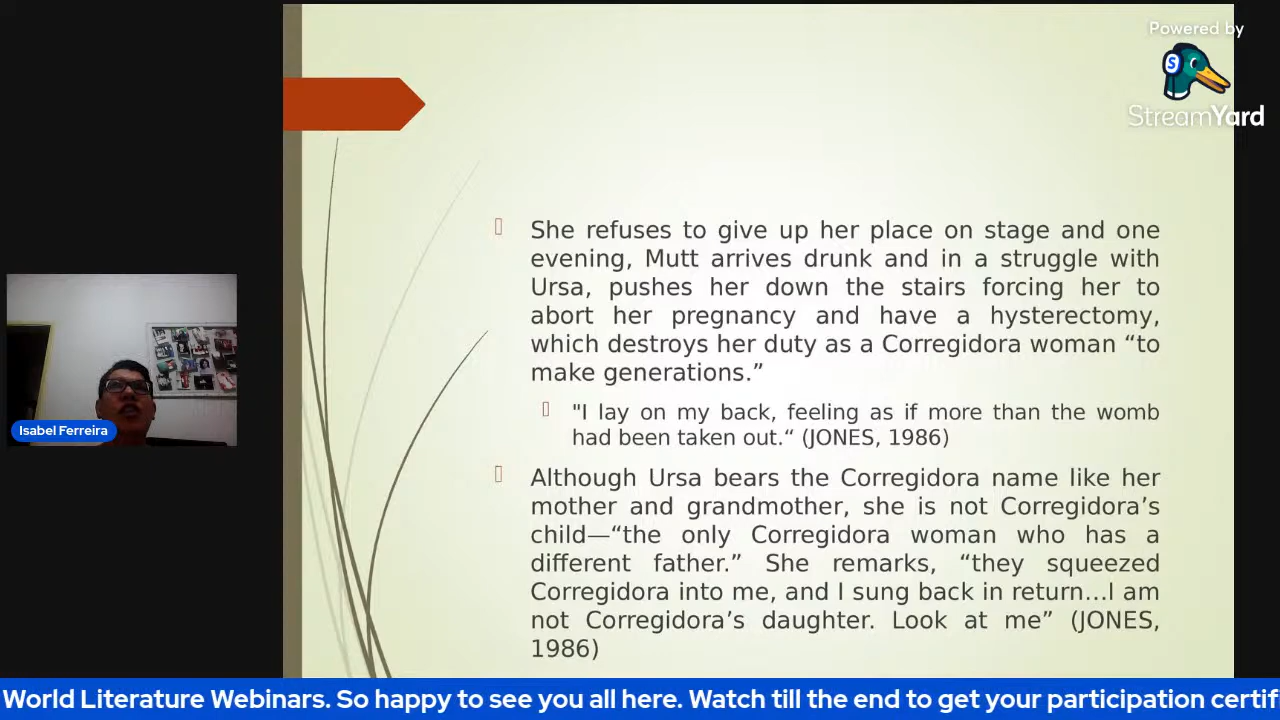 Powered by
StreamYard
She refuses to give up her place on stage and one
evening, Mutt arrives drunk and in a struggle with
Ursa, pushes her down the stairs forcing her to
abort her pregnancy and have a hysterectomy,
which destroys her duty as a Corregidora woman “to
make generations.”
"I lay on my back, feeling as if more than the womb
had been taken out.“ (JONES, 1986)
Although Ursa bears the Corregidora name like her
mother and grandmother, she is not Corregidora’s
child—“the only Corregidora woman who has a
different father.” She remarks, “they squeezed
Corregidora into me, and I sung back in return…I am
not Corregidora’s daughter. Look at me” (JONES,
1986)
Isabel Ferreira
World Literature Webinars. So happy to see you all here. Watch till the end to get your participation certif